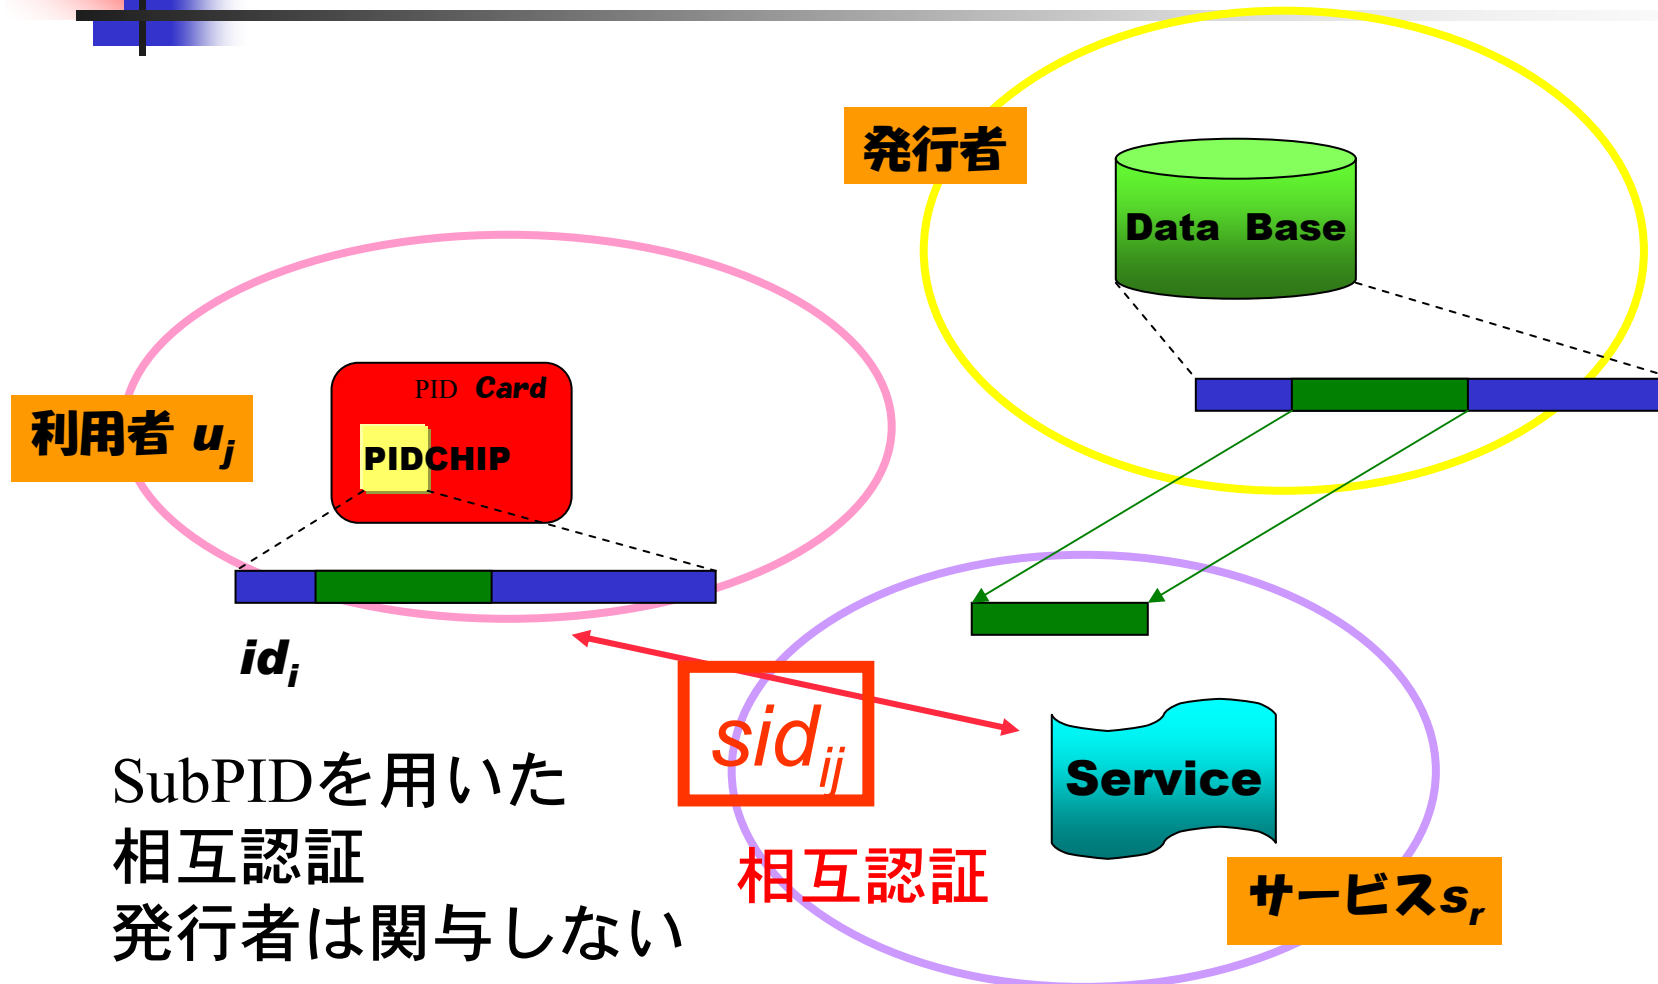 発行者
Data Base
PID Card
利用者 uj
PIDCHIP
idi
sidij
SubPIDを用いた
相互認証
発行者は関与しない
Service
相互認証
サービスsr